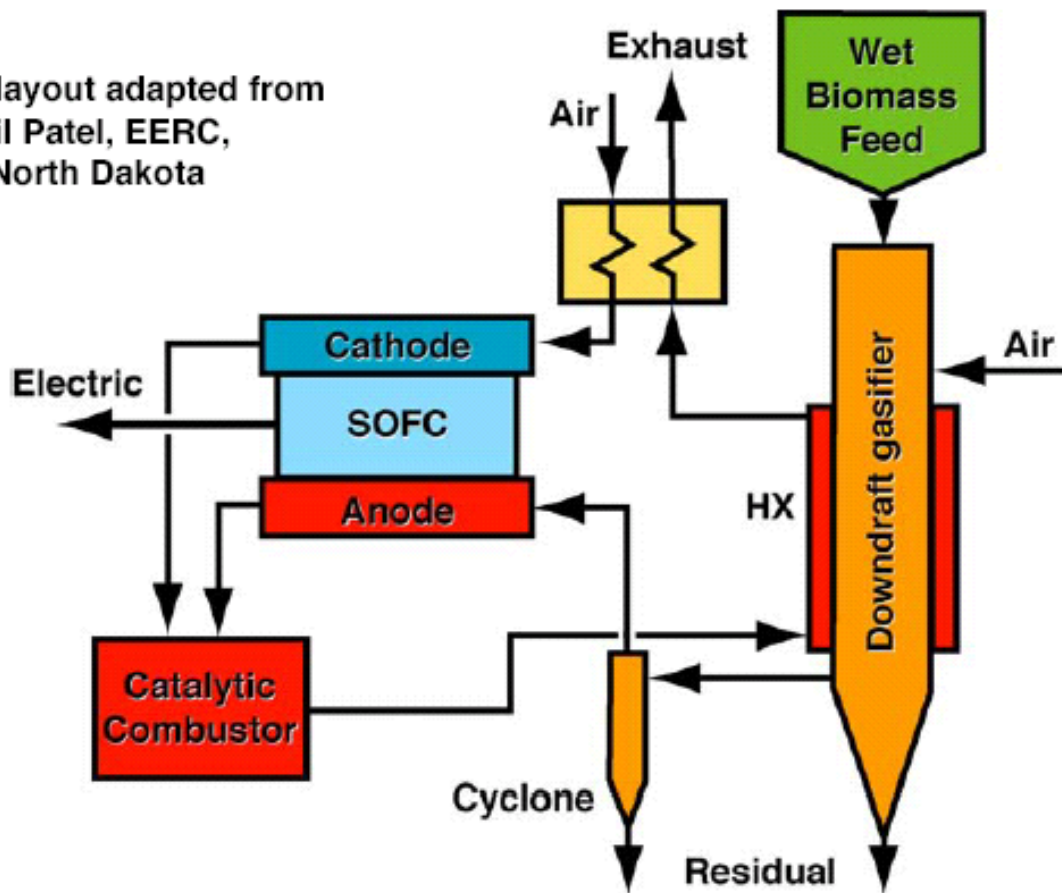 layout adapted from
il Patel, EERC,
North Dakota
Exhaust
Air
Wet
Biomass
Feed
Cathode
Electric
SOFC
Anode
Air
HX
Downdraft gasifier
Catalytic
Combustor
Cyclone
Residual